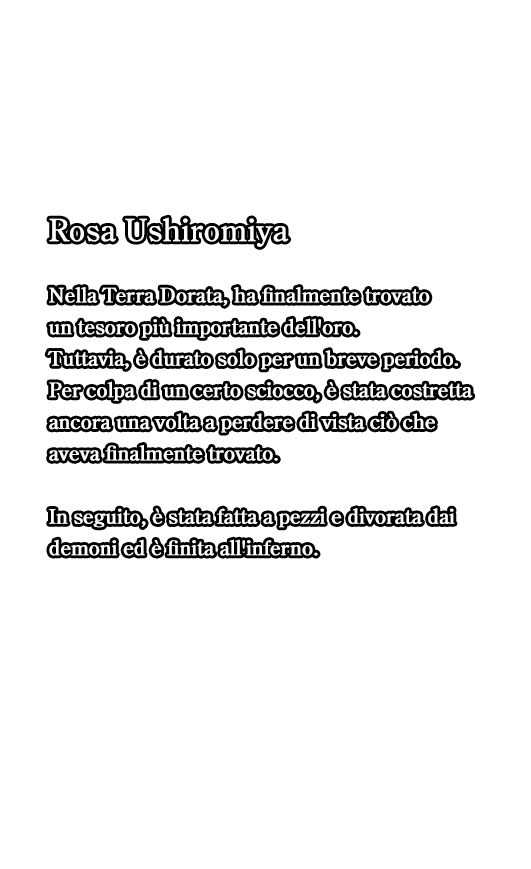 Rosa Ushiromiya
Nella Terra Dorata, ha finalmente trovato
un tesoro più importante dell'oro.
Tuttavia, è durato solo per un breve periodo.
Per colpa di un certo sciocco, è stata costretta
ancora una volta a perdere di vista ciò che
aveva finalmente trovato.
In seguito, è stata fatta a pezzi e divorata dai
demoni ed è finita all'inferno.